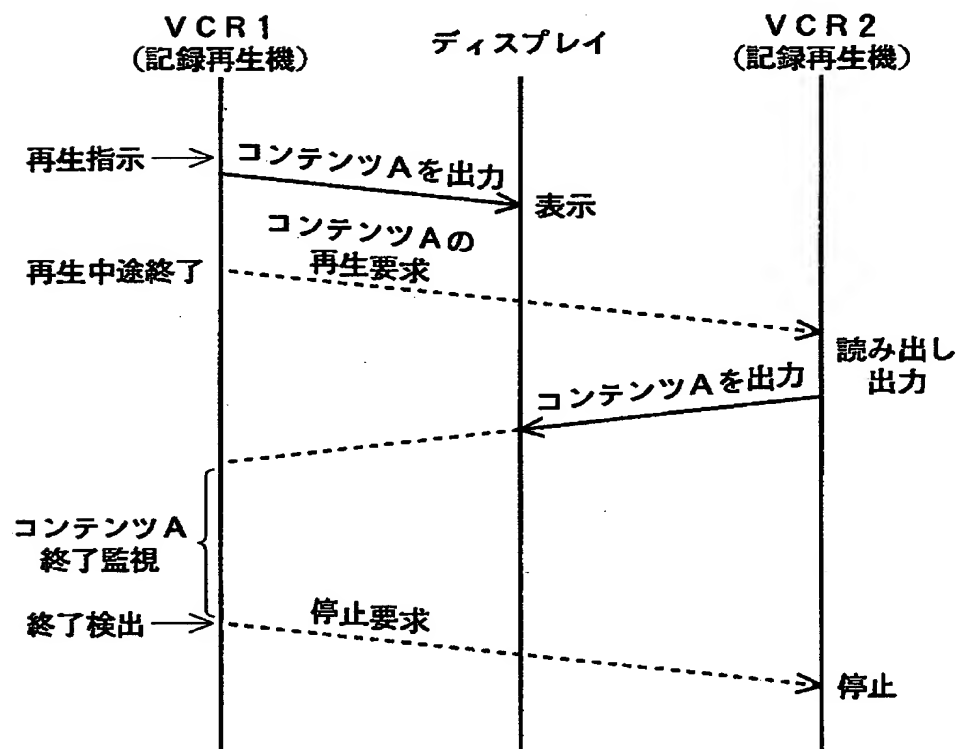 VCR1
(記録再生機)
ディスプレイ
VCR2
(記録再生機)
再生指示
コンテンツAを出力
表示
コンテンツAの
再生要求
再生中途終了
読み出し
出力
コンテンツAを出力
コンテンツA
終了監視
終了検出
停止要求
停止